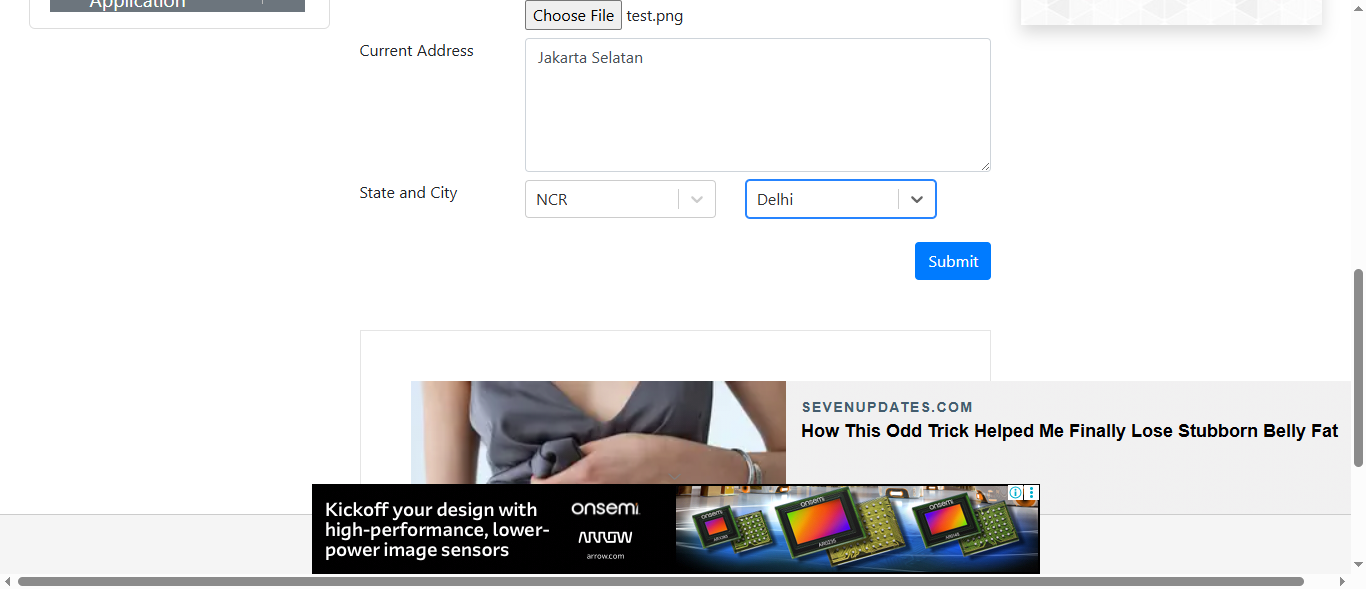 Application
Choose File test.png
Current Address
Jakarta Selatan
State and City
NCR
Delhi
Submit
SEVENUPDATES.COM
How This Odd Trick Helped Me Finally Lose Stubborn Belly Fat
Kickoff your design with
high-performance, lower-
power image sensors
onsemi
ARROW
arrow.com
onsemi
AR0235
onsemi